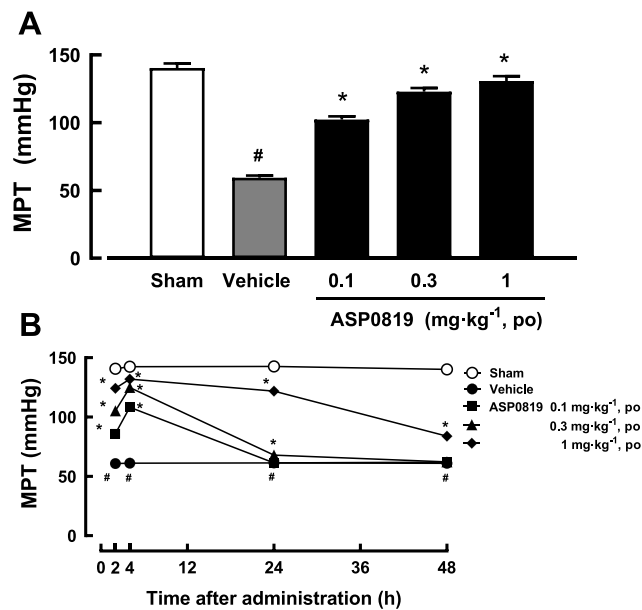 A
MPT (mmHg)
150
100
50
0
#
*
*
*
Sham Vehicle 0.1 0.3 1
ASP0819 (mg·kg⁻¹, po)
B
MPT (mmHg)
150
100
50
0
*
*
*
*
*
*
*
*
*
#
#
#
#
0 2 4 12 24 36 48
Time after administration (h)
Sham
Vehicle
ASP0819 0.1 mg·kg⁻¹, po
0.3 mg·kg⁻¹, po
1 mg·kg⁻¹, po